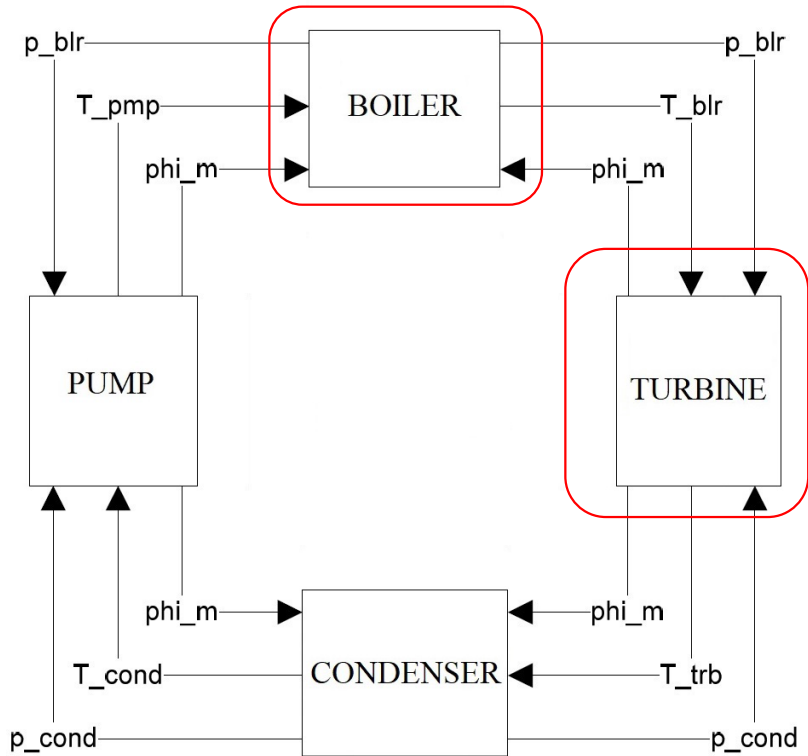 p_blr
p_blr
BOILER
T_pmp
T_blr
phi_m
phi_m
PUMP
TURBINE
phi_m
phi_m
CONDENSER
T_cond
T_trb
p_cond
p_cond